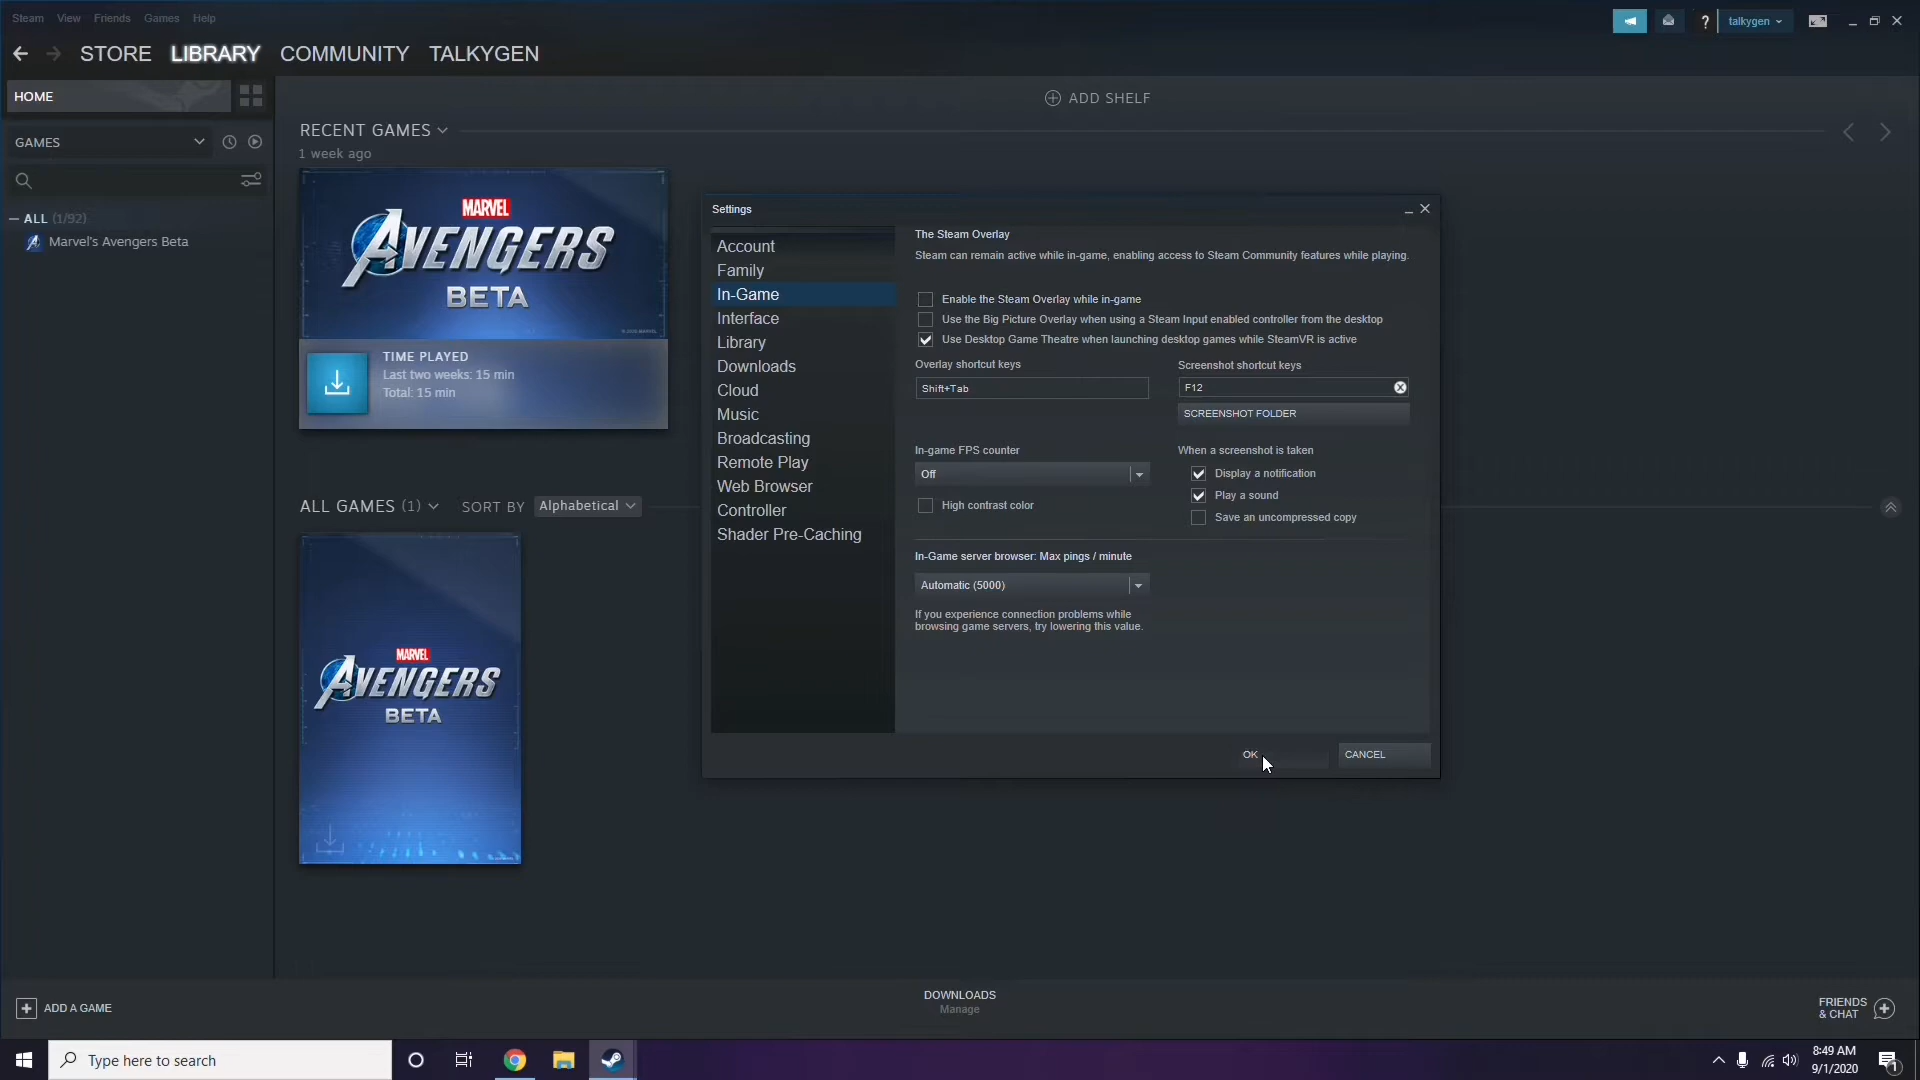 Steam View Friends Games Help
talkygen
STORE LIBRARY COMMUNITY TALKYGEN
HOME
ADD SHELF
GAMES
RECENT GAMES
1 week ago
ALL (1/92)
Marvel's Avengers Beta
MARVEL
AVENGERS
BETA
TIME PLAYED
Last two weeks: 15 min
Total: 15 min
ALL GAMES (1) SORT BY Alphabetical
MARVEL
AVENGERS
BETA
Settings
Account
Family
In-Game
Interface
Library
Downloads
Cloud
Music
Broadcasting
Remote Play
Web Browser
Controller
Shader Pre-Caching
The Steam Overlay
Steam can remain active while in-game, enabling access to Steam Community features while playing.
Enable the Steam Overlay while in-game
Use the Big Picture Overlay when using a Steam Input enabled controller from the desktop
Use Desktop Game Theatre when launching desktop games while SteamVR is active
Overlay shortcut keys
Shift+Tab
Screenshot shortcut keys
F12
SCREENSHOT FOLDER
In-game FPS counter
Off
High contrast color
When a screenshot is taken
Display a notification
Play a sound
Save an uncompressed copy
In-Game server browser: Max pings / minute
Automatic (5000)
If you experience connection problems while
browsing game servers, try lowering this value.
OK CANCEL
ADD A GAME
DOWNLOADS
Manage
FRIENDS
& CHAT
Type here to search
8:49 AM
9/1/2020
1